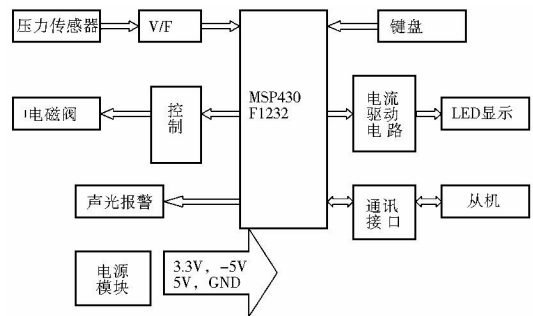 压力传感器
V/F
键盘
MSP430
F1232
电磁阀
控
制
电流
驱动
电路
LED显示
声光报警
通讯
接口
从机
电源
模块
3.3V，-5V
5V，GND